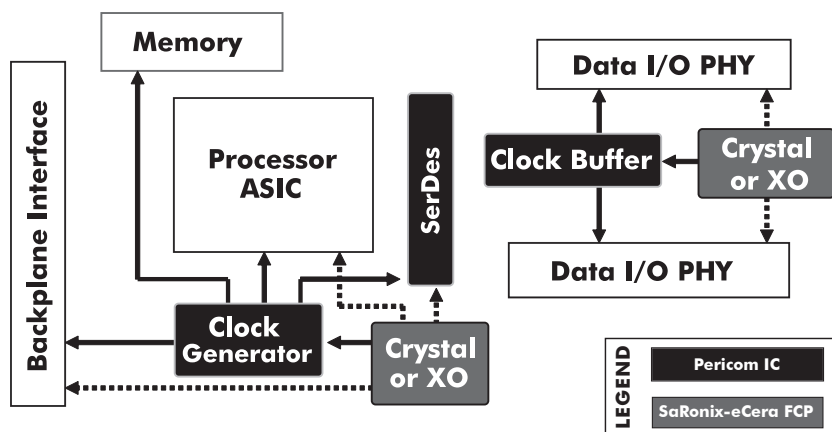 Memory
Backplane Interface
Processor
ASIC
SerDes
Clock
Generator
Crystal
or XO
Data I/O PHY
Clock Buffer
Crystal
or XO
Data I/O PHY
LEGEND
Pericom IC
SaRonix-eCera FCP